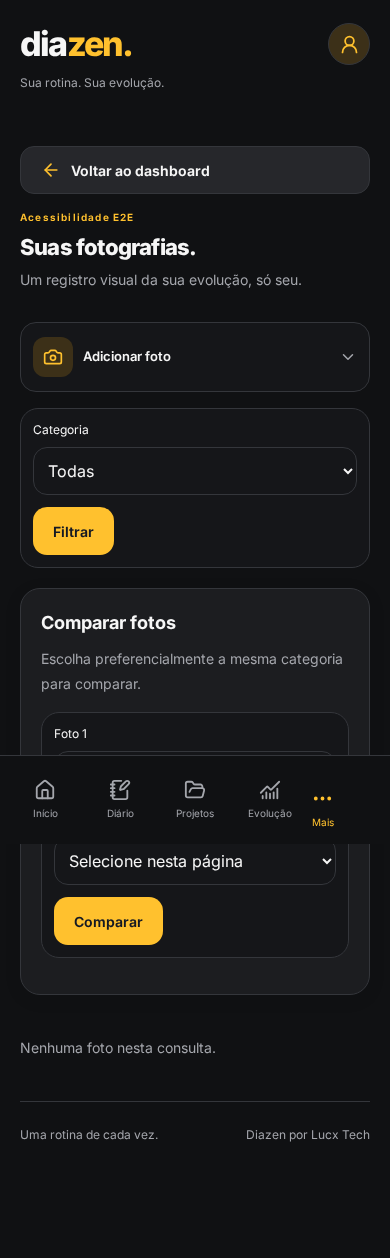 diazen.
Sua rotina. Sua evolução.
Voltar ao dashboard
Acessibilidade E2E
Suas fotografias.
Um registro visual da sua evolução, só seu.
Adicionar foto
Categoria
Todas
Filtrar
Comparar fotos
Escolha preferencialmente a mesma categoria
para comparar.
Foto 1
Início
Diário
Projetos
Evolução
Mais
Selecione nesta página
Comparar
Nenhuma foto nesta consulta.
Uma rotina de cada vez.
Diazen por Lucx Tech